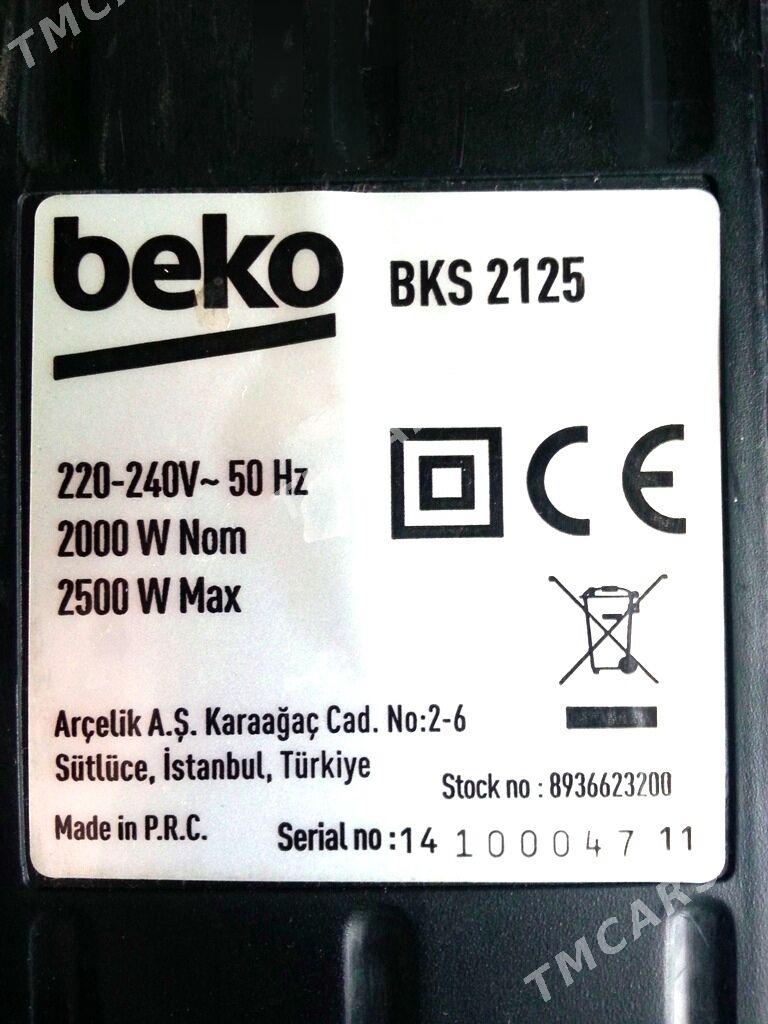 TMCARS
beko
BKS 2125
220-240V~ 50 Hz
2000 W Nom
2500 W Max
CE
Arçelik A.Ş. Karaağaç Cad. No:2-6
Sütlüce, İstanbul, Türkiye
Stock no : 8936623200
Made in P.R.C.
Serial no : 14 100047 11
TMCARS